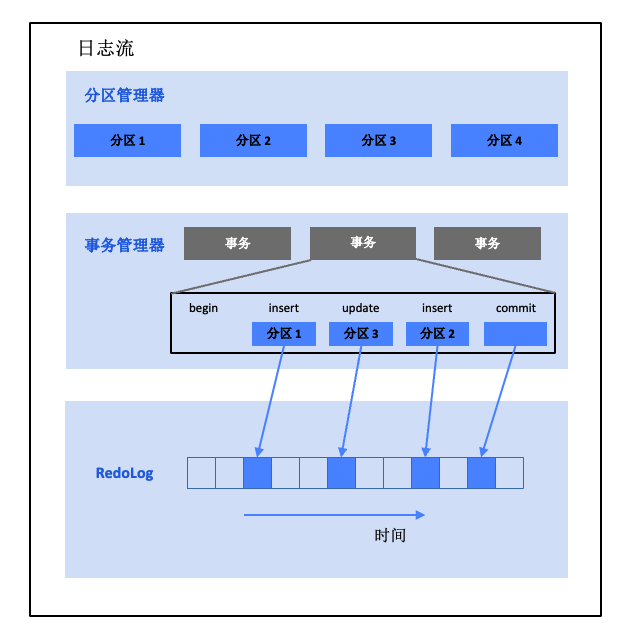 日志流
分区管理器
分区 1 分区 2 分区 3 分区 4
事务管理器 事务 事务 事务
begin insert update insert commit
分区 1 分区 3 分区 2
RedoLog
时间